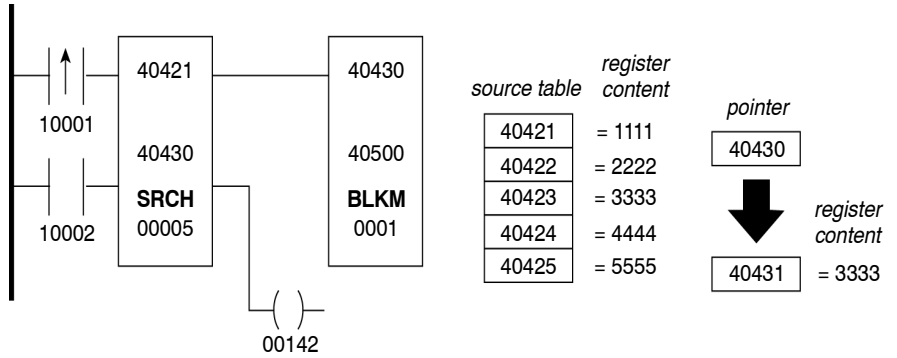 40421
40430
10001
40430
40500
SRCH
BLKM
10002
00005
0001
00142
source table
register
content
40421 = 1111
40422 = 2222
40423 = 3333
40424 = 4444
40425 = 5555
pointer
40430
register
content
40431 = 3333